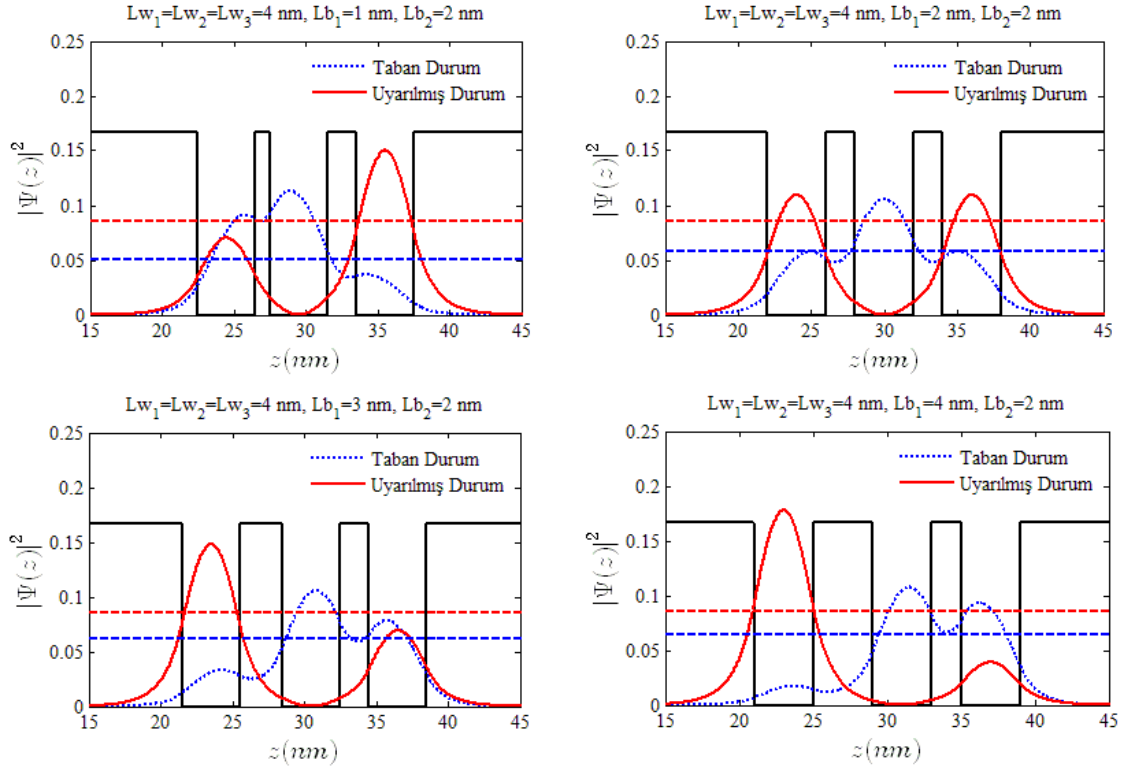 Lw₁=Lw₂=Lw₃=4 nm, Lb₁=1 nm, Lb₂=2 nm
0.25
0.2
0.15
0.1
0.05
0
|Ψ(z)|²
Taban Durum
Uyarılmış Durum
15 20 25 30 35 40 45
z(nm)
Lw₁=Lw₂=Lw₃=4 nm, Lb₁=2 nm, Lb₂=2 nm
0.25
0.2
0.15
0.1
0.05
0
|Ψ(z)|²
Taban Durum
Uyarılmış Durum
15 20 25 30 35 40 45
z(nm)
Lw₁=Lw₂=Lw₃=4 nm, Lb₁=3 nm, Lb₂=2 nm
0.25
0.2
0.15
0.1
0.05
0
|Ψ(z)|²
Taban Durum
Uyarılmış Durum
15 20 25 30 35 40 45
z(nm)
Lw₁=Lw₂=Lw₃=4 nm, Lb₁=4 nm, Lb₂=2 nm
0.25
0.2
0.15
0.1
0.05
0
|Ψ(z)|²
Taban Durum
Uyarılmış Durum
15 20 25 30 35 40 45
z(nm)